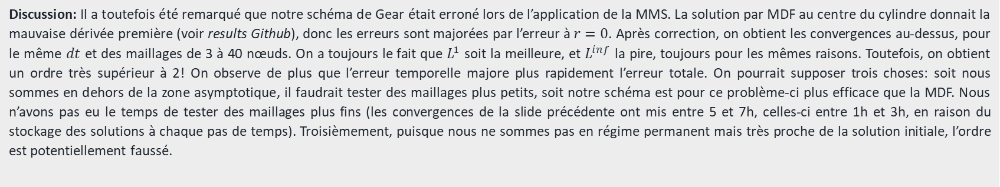 Discussion: Il a toutefois été remarqué que notre schéma de Gear était erroné lors de l'application de la MMS. La solution par MDF au centre du cylindre donnait la
mauvaise dérivée première (voir results Github), donc les erreurs sont majorées par l'erreur à r = 0. Après correction, on obtient les convergences au-dessus, pour
le même dt et des maillages de 3 à 40 nœuds. On a toujours le fait que L¹ soit la meilleure, et Lⁱⁿᶠ la pire, toujours pour les mêmes raisons. Toutefois, on obtient
un ordre très supérieur à 2! On observe de plus que l'erreur temporelle majore plus rapidement l'erreur totale. On pourrait supposer trois choses: soit nous
sommes en dehors de la zone asymptotique, il faudrait tester des maillages plus petits, soit notre schéma est pour ce problème-ci plus efficace que la MDF. Nous
n'avons pas eu le temps de tester des maillages plus fins (les convergences de la slide précédente ont mis entre 5 et 7h, celles-ci entre 1h et 3h, en raison du
stockage des solutions à chaque pas de temps). Troisièmement, puisque nous ne sommes pas en régime permanent mais très proche de la solution initiale, l'ordre
est potentiellement faussé.